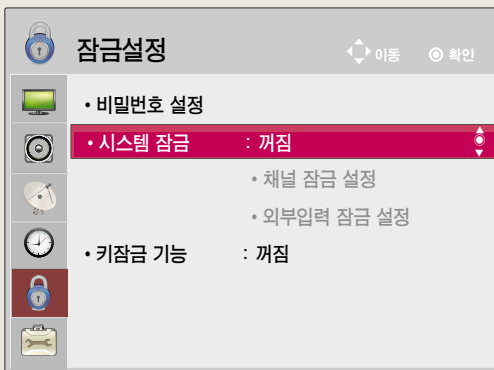 잠금설정
이동 확인
• 비밀번호 설정
• 시스템 잠금 : 꺼짐
• 채널 잠금 설정
• 외부입력 잠금 설정
• 키잠금 기능 : 꺼짐